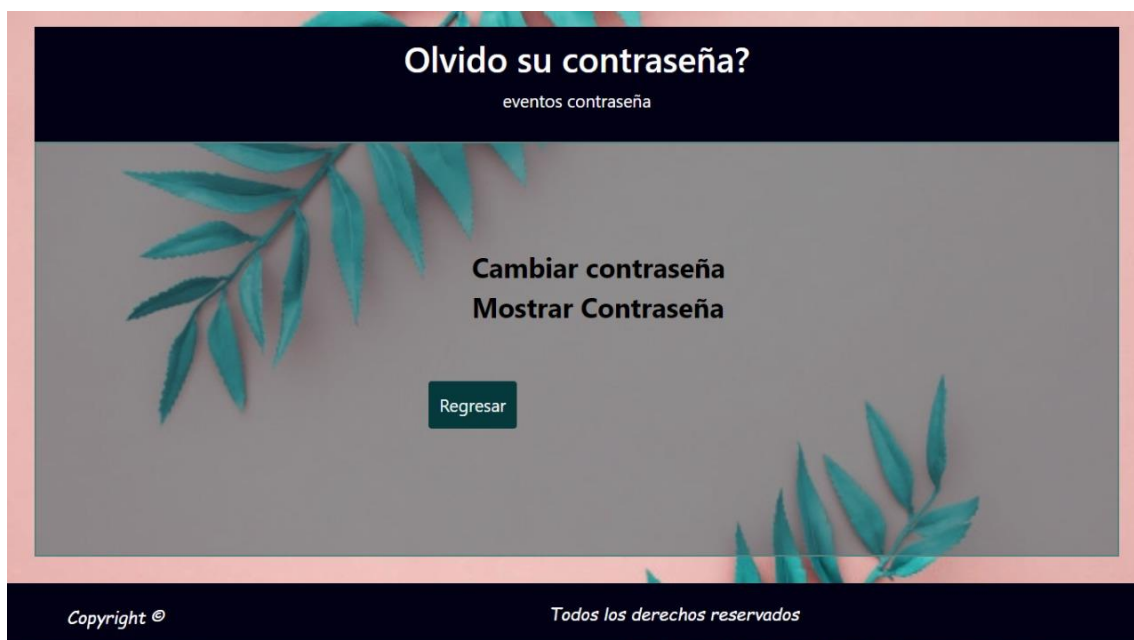 Olvido su contraseña?
eventos contraseña
Cambiar contraseña
Mostrar Contraseña
Regresar
Copyright © Todos los derechos reservados